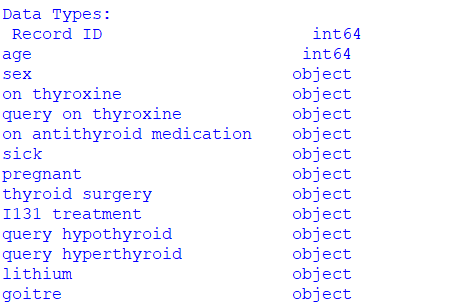 Data Types:
Record ID int64
age int64
sex object
on thyroxine object
query on thyroxine object
on antithyroid medication object
sick object
pregnant object
thyroid surgery object
I131 treatment object
query hypothyroid object
query hyperthyroid object
lithium object
goitre object